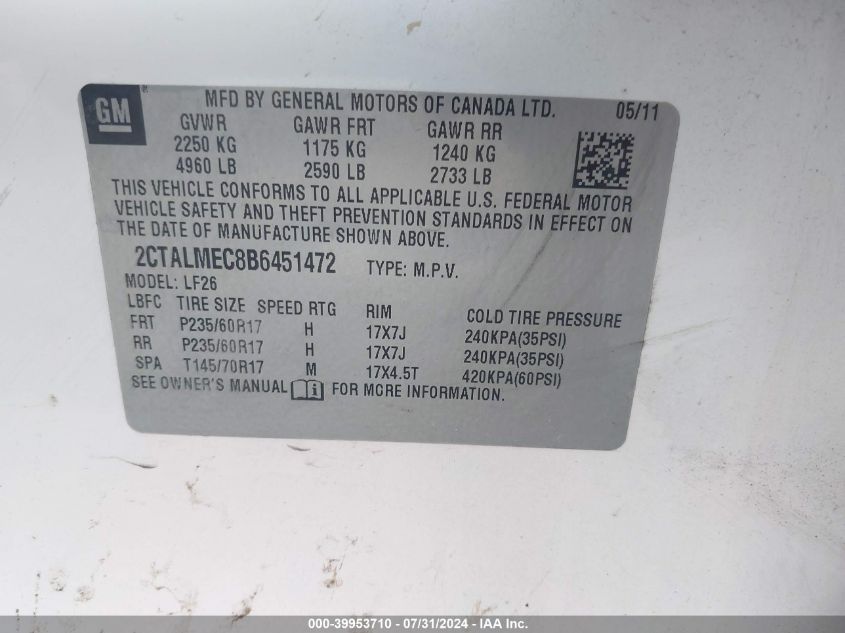 GM MFD BY GENERAL MOTORS OF CANADA LTD. 05/11
GVWR GAWR FRT GAWR RR
2250 KG 1175 KG 1240 KG
4960 LB 2590 LB 2733 LB
THIS VEHICLE CONFORMS TO ALL APPLICABLE U.S. FEDERAL MOTOR
VEHICLE SAFETY AND THEFT PREVENTION STANDARDS IN EFFECT ON
THE DATE OF MANUFACTURE SHOWN ABOVE.
2CTALMEC8B6451472 TYPE: M.P.V.
MODEL: LF26
LBFC TIRE SIZE SPEED RTG RIM COLD TIRE PRESSURE
FRT P235/60R17 H 17X7J 240KPA(35PSI)
RR P235/60R17 H 17X7J 240KPA(35PSI)
SPA T145/70R17 M 17X4.5T 420KPA(60PSI)
SEE OWNER'S MANUAL FOR MORE INFORMATION.
000-39953710 - 07/31/2024 - IAA Inc.